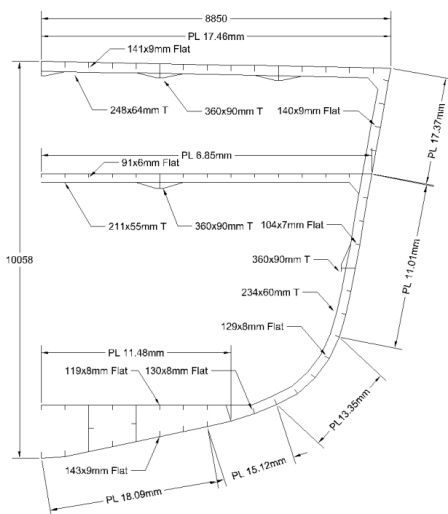 8850
PL 17.46mm
141x9mm Flat
248x64mm T
360x90mm T
140x9mm Flat
PL 17.37mm
PL 6.85mm
91x6mm Flat
211x55mm T
360x90mm T
104x7mm Flat
10058
360x90mm T
PL 11.01mm
234x60mm T
129x8mm Flat
PL 11.48mm
119x8mm Flat
130x8mm Flat
PL13.35mm
143x9mm Flat
PL 15.12mm
PL 18.09mm